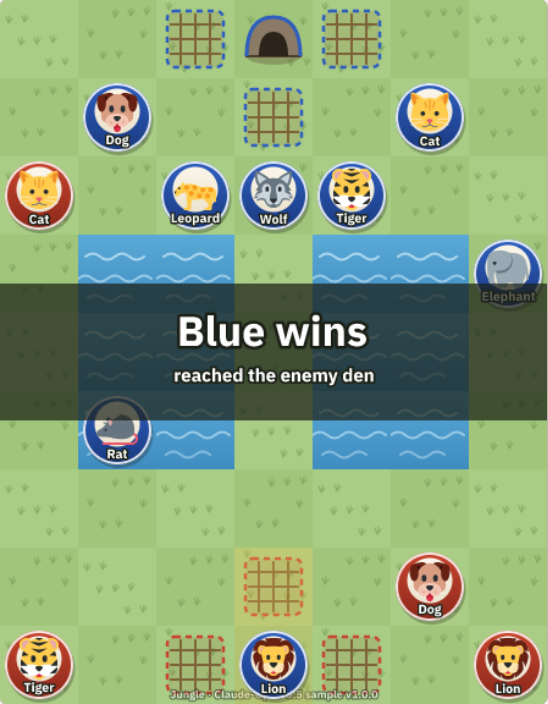 Dog
Cat
Cat
Leopard
Wolf
Tiger
Elephant
Blue wins
reached the enemy den
Rat
Dog
Tiger
Lion
Lion